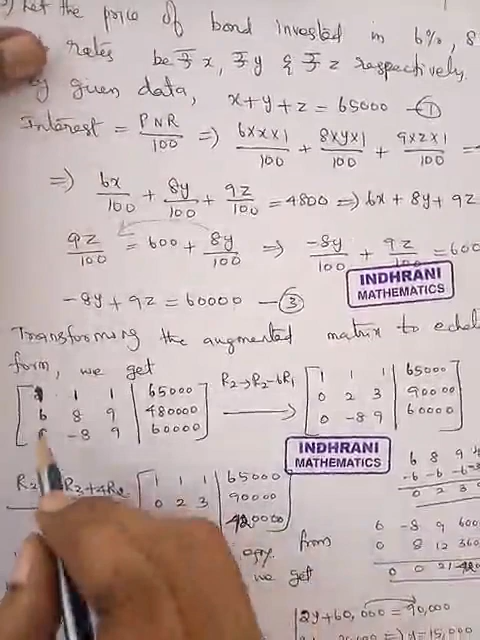 Let the price of bond invested in 6%, 8
rates be ₹ x, ₹ y & ₹ z respectively
By given data, x+y+z = 65000 — ①
Interest = PNR/100 ⇒ 6×x×1/100 + 8×y×1/100 + 9×z×1/100 =
⇒ 6x/100 + 8y/100 + 9z/100 = 4800 ⇒ 6x + 8y + 9z
9z/100 = 600 + 8y/100 ⇒ -8y/100 + 9z/100 = 600
-8y + 9z = 60000 — ③
INDHRANI
MATHEMATICS
Transforming the augmented matrix to echel
form, we get
1 1 1 | 65000
6 8 9 | 480000
-8 9 | 60000
R₂→R₂-6R₁
1 1 1 | 65000
0 2 3 | 90000
0 -8 9 | 60000
INDHRANI
MATHEMATICS
R₃+4R₂
1 1 1 | 65000
0 2 3 | 90000
420000
6 8 9
-6 -6 -6
0 2 3
0 -8 9 600
0 8 12 360
0 0 21
from
we get
2y+60,000 = 90,000
⇒ y = 15,000